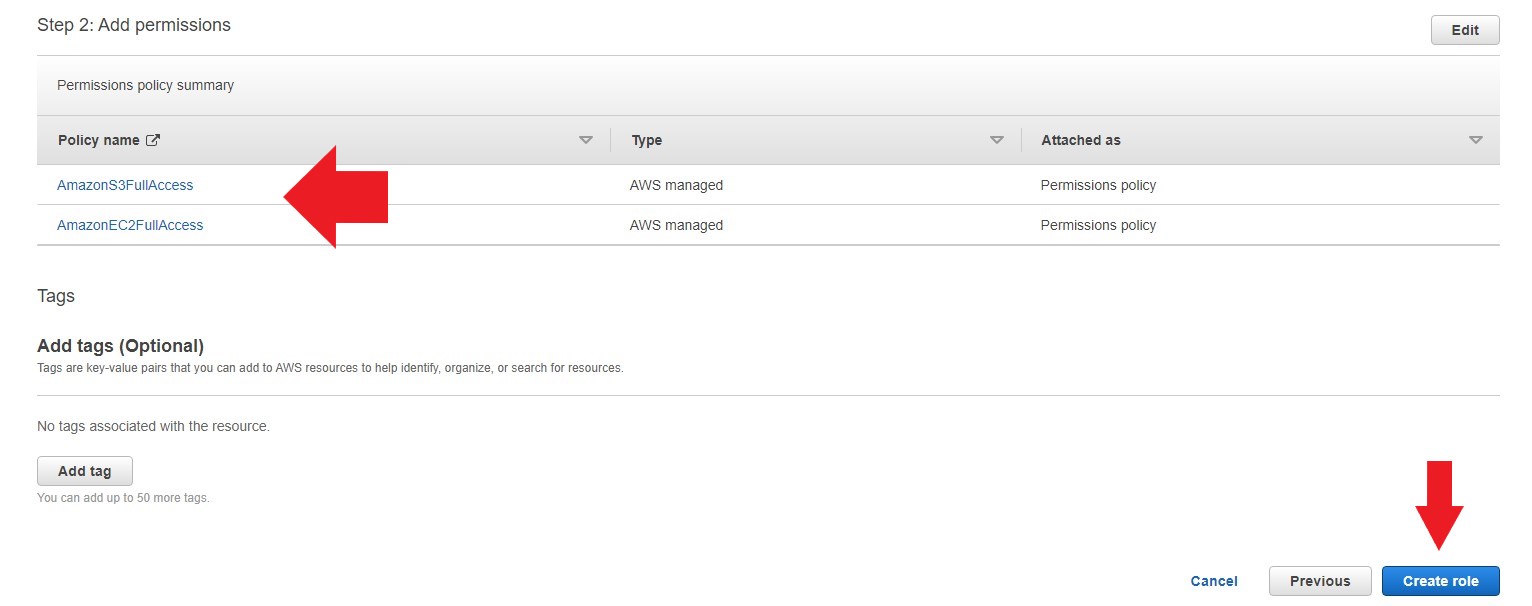 Step 2: Add permissions
Edit
Permissions policy summary
Policy name Type Attached as
AmazonS3FullAccess AWS managed Permissions policy
AmazonEC2FullAccess AWS managed Permissions policy
Tags
Add tags (Optional)
Tags are key-value pairs that you can add to AWS resources to help identify, organize, or search for resources.
No tags associated with the resource.
Add tag
You can add up to 50 more tags.
Cancel Previous Create role